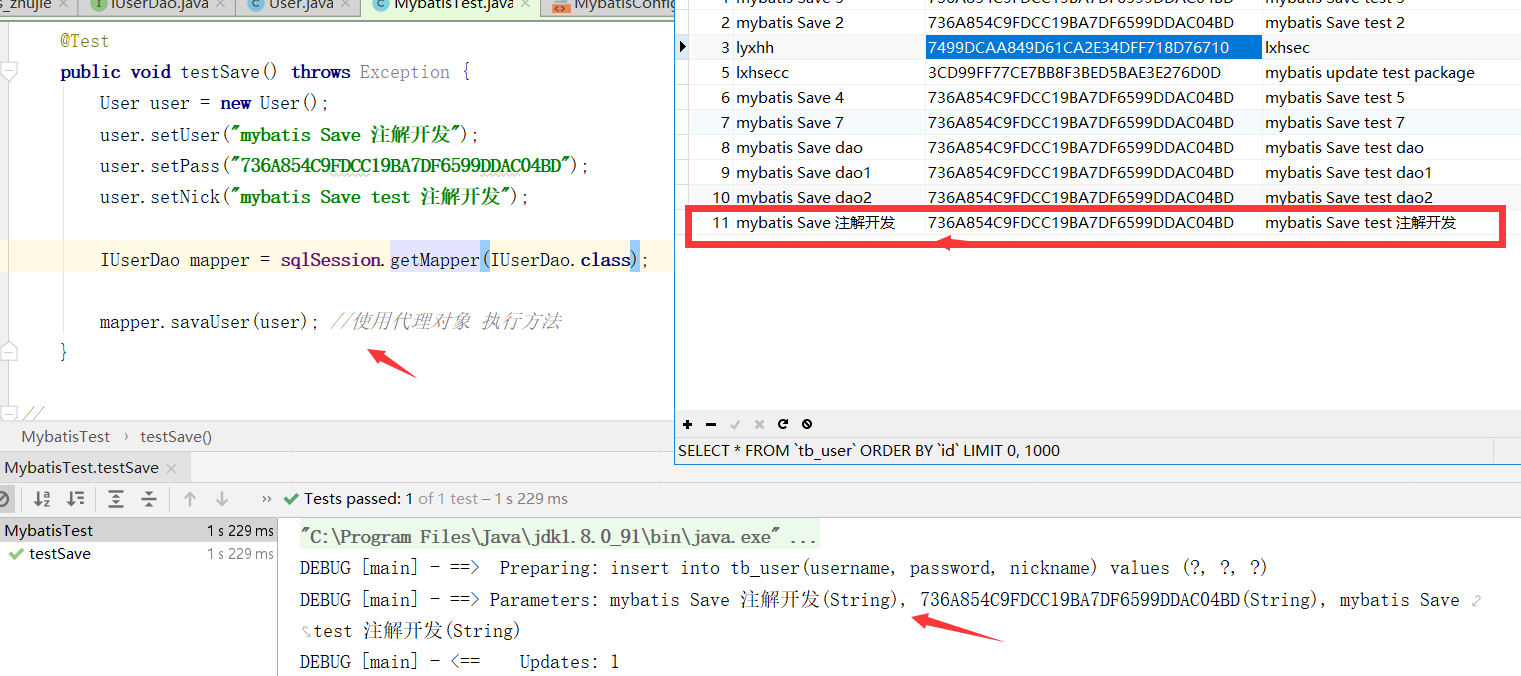 s_zhujie
IUserDao.java
User.java
MybatisTest.java
MybatisConfig
@Test
public void testSave() throws Exception {
User user = new User();
user.setUser("mybatis Save 注解开发");
user.setPass("736A854C9FDCC19BA7DF6599DDAC04BD");
user.setNick("mybatis Save test 注解开发");
IUserDao mapper = sqlSession.getMapper(IUserDao.class);
mapper.savaUser(user); //使用代理对象 执行方法
}
//
MybatisTest › testSave()
mybatis Save 2 736A854C9FDCC19BA7DF6599DDAC04BD mybatis Save test 2
3 lyxhh 7499DCAA849D61CA2E34DFF718D76710 lxhsec
5 lxhsecc 3CD99FF77CE7BB8F3BED5BAE3E276D0D mybatis update test package
6 mybatis Save 4 736A854C9FDCC19BA7DF6599DDAC04BD mybatis Save test 5
7 mybatis Save 7 736A854C9FDCC19BA7DF6599DDAC04BD mybatis Save test 7
8 mybatis Save dao 736A854C9FDCC19BA7DF6599DDAC04BD mybatis Save test dao
9 mybatis Save dao1 736A854C9FDCC19BA7DF6599DDAC04BD mybatis Save test dao1
10 mybatis Save dao2 736A854C9FDCC19BA7DF6599DDAC04BD mybatis Save test dao2
11 mybatis Save 注解开发 736A854C9FDCC19BA7DF6599DDAC04BD mybatis Save test 注解开发
SELECT * FROM `tb_user` ORDER BY `id` LIMIT 0, 1000
MybatisTest.testSave
Tests passed: 1 of 1 test – 1 s 229 ms
MybatisTest 1 s 229 ms
testSave 1 s 229 ms
"C:\Program Files\Java\jdk1.8.0_91\bin\java.exe" ...
DEBUG [main] - ==>  Preparing: insert into tb_user(username, password, nickname) values (?, ?, ?)
DEBUG [main] - ==> Parameters: mybatis Save 注解开发(String), 736A854C9FDCC19BA7DF6599DDAC04BD(String), mybatis Save
test 注解开发(String)
DEBUG [main] - <==    Updates: 1